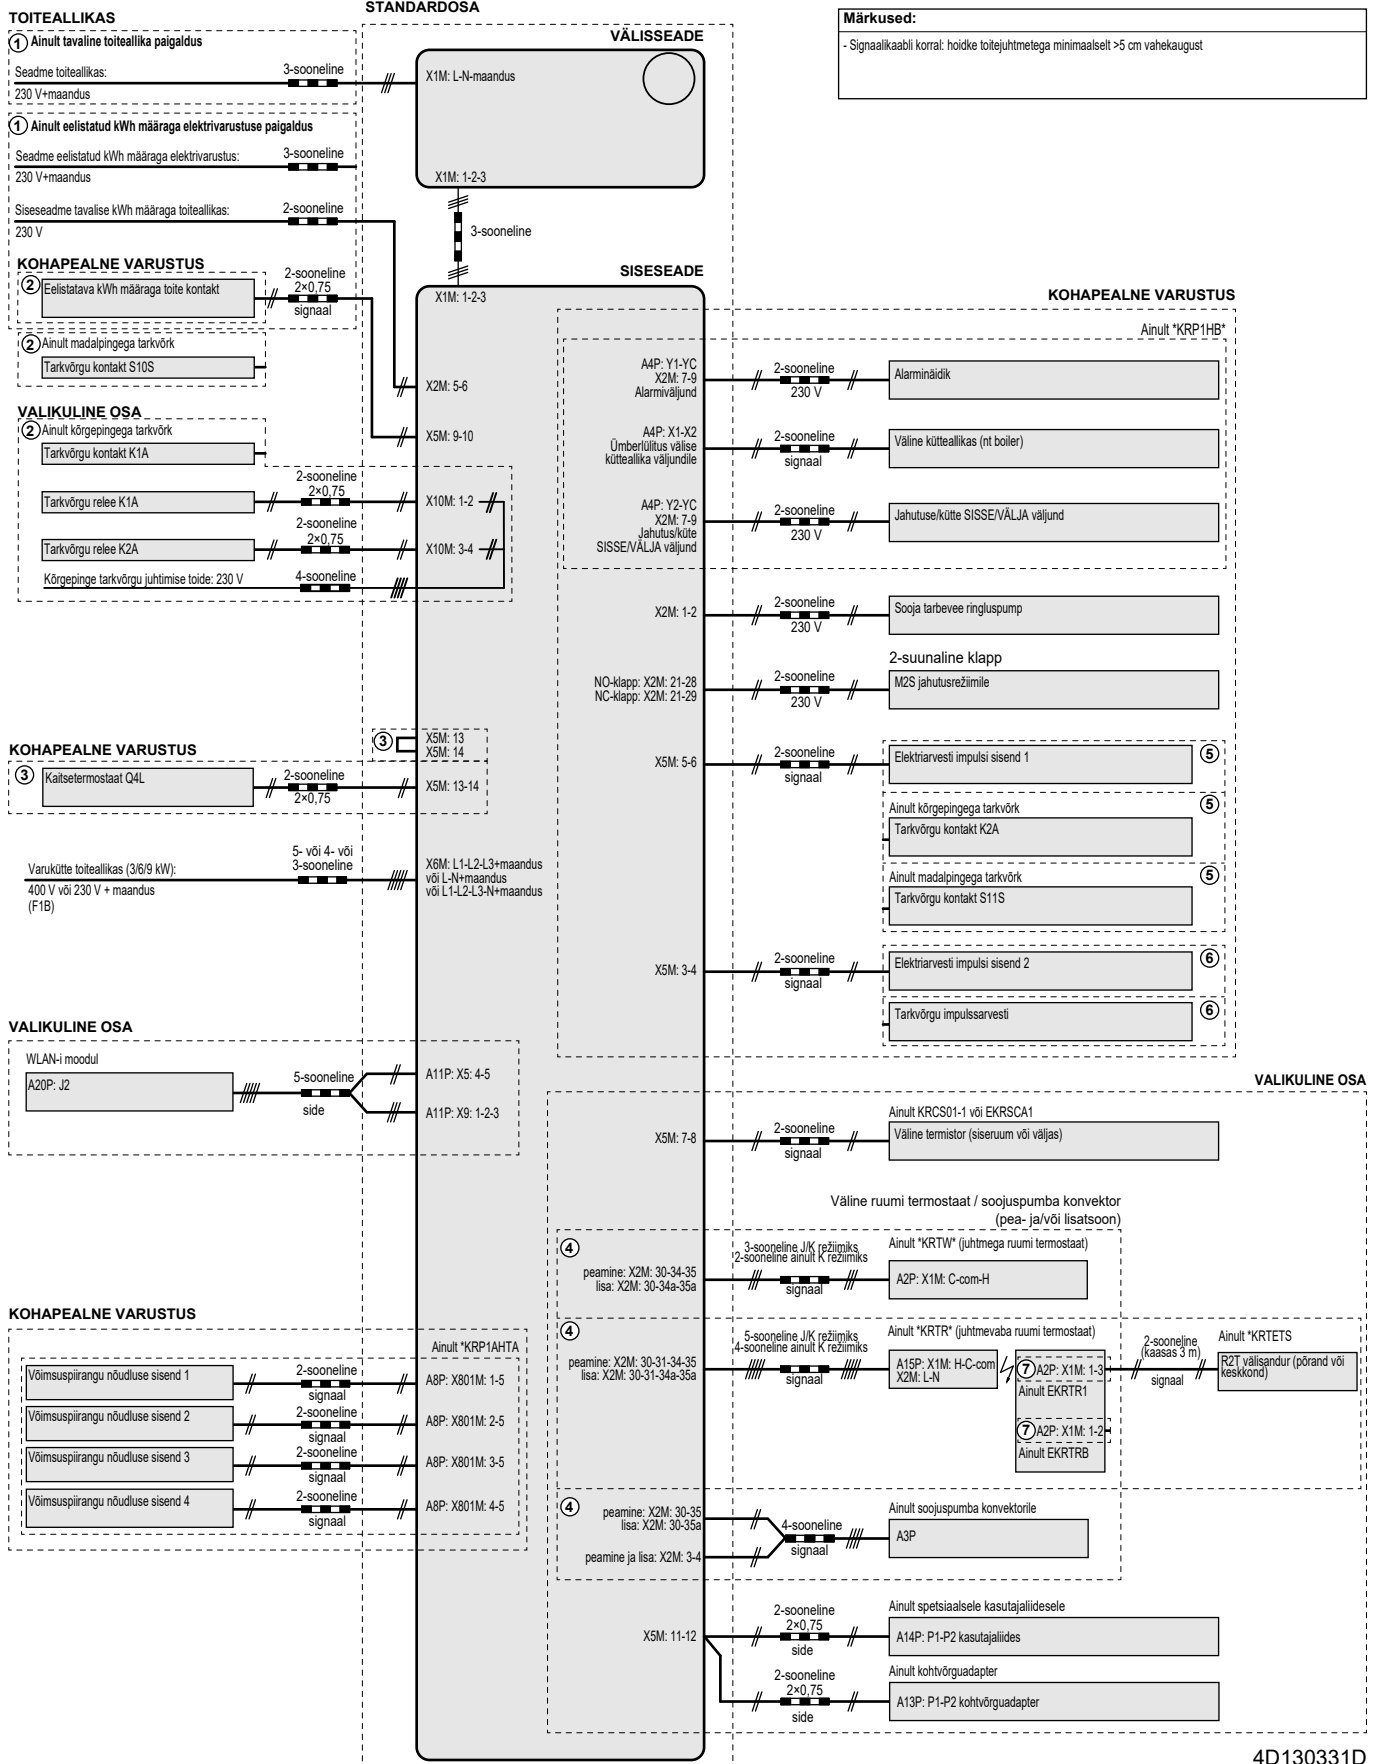 TOITEALLIKAS
STANDARDOSA
1 Ainult tavaline toiteallika paigaldus
Seadme toiteallikas:
230 V+maandus
3-sooneline
1 Ainult eelistatud kWh määraga elektrivarustuse paigaldus
Seadme eelistatud kWh määraga elektrivarustus:
230 V+maandus
3-sooneline
Siseseadme tavalise kWh määraga toiteallikas:
230 V
2-sooneline
KOHAPEALNE VARUSTUS
2 Eelistatava kWh määraga toite kontakt
2-sooneline
2×0,75
signaal
2 Ainult madalpingega tarkvõrk
Tarkvõrgu kontakt S10S
VALIKULINE OSA
2 Ainult kõrgepingega tarkvõrk
Tarkvõrgu kontakt K1A
Tarkvõrgu relee K1A
2-sooneline
2×0,75
Tarkvõrgu relee K2A
2-sooneline
2×0,75
Kõrgepinge tarkvõrgu juhtimise toide: 230 V
4-sooneline
KOHAPEALNE VARUSTUS
3 Kaitsetermostaat Q4L
2-sooneline
2×0,75
Varukütte toiteallikas (3/6/9 kW):
400 V või 230 V + maandus
(F1B)
5- või 4- või
3-sooneline
VALIKULINE OSA
WLAN-i moodul
A20P: J2
5-sooneline
side
KOHAPEALNE VARUSTUS
Ainult *KRP1AHTA
Võimsuspiirangu nõudluse sisend 1
2-sooneline
signaal
A8P: X801M: 1-5
Võimsuspiirangu nõudluse sisend 2
2-sooneline
signaal
A8P: X801M: 2-5
Võimsuspiirangu nõudluse sisend 3
2-sooneline
signaal
A8P: X801M: 3-5
Võimsuspiirangu nõudluse sisend 4
2-sooneline
signaal
A8P: X801M: 4-5
VÄLISSEADE
X1M: L-N-maandus
X1M: 1-2-3
3-sooneline
SISESEADE
X1M: 1-2-3
X2M: 5-6
X5M: 9-10
X10M: 1-2
X10M: 3-4
3
X5M: 13
X5M: 14
X5M: 13-14
X6M: L1-L2-L3+maandus
või L-N+maandus
või L1-L2-L3-N+maandus
A11P: X5: 4-5
A11P: X9: 1-2-3
Märkused:
- Signaalikaabli korral: hoidke toitejuhtmetega minimaalselt >5 cm vahekaugust
KOHAPEALNE VARUSTUS
Ainult *KRP1HB*
A4P: Y1-YC
X2M: 7-9
Alarmiväljund
2-sooneline
230 V
Alarminäidik
A4P: X1-X2
Ümberlülitus välise
kütteallika väljundile
2-sooneline
signaal
Väline kütteallikas (nt boiler)
A4P: Y2-YC
X2M: 7-9
Jahutus/küte
SISSE/VÄLJA väljund
2-sooneline
230 V
Jahutuse/kütte SISSE/VÄLJA väljund
X2M: 1-2
2-sooneline
230 V
Sooja tarbevee ringluspump
2-suunaline klapp
NO-klapp: X2M: 21-28
NC-klapp: X2M: 21-29
2-sooneline
230 V
M2S jahutusrežiimile
X5M: 5-6
2-sooneline
signaal
Elektriarvesti impulsi sisend 1
5
Ainult kõrgepingega tarkvõrk
5
Tarkvõrgu kontakt K2A
Ainult madalpingega tarkvõrk
5
Tarkvõrgu kontakt S11S
X5M: 3-4
2-sooneline
signaal
Elektriarvesti impulsi sisend 2
6
Tarkvõrgu impulssarvesti
6
VALIKULINE OSA
Ainult KRCS01-1 või EKRSCA1
X5M: 7-8
2-sooneline
signaal
Väline termistor (siseruum või väljas)
Väline ruumi termostaat / soojuspumba konvektor
(pea- ja/või lisatsoon)
4
peamine: X2M: 30-34-35
lisa: X2M: 30-34a-35a
3-sooneline J/K režiimiks
2-sooneline ainult K režiimiks
signaal
Ainult *KRTW* (juhtmega ruumi termostaat)
A2P: X1M: C-com-H
4
peamine: X2M: 30-31-34-35
lisa: X2M: 30-31-34a-35a
5-sooneline J/K režiimiks
4-sooneline ainult K režiimiks
signaal
Ainult *KRTR* (juhtmevaba ruumi termostaat)
A15P: X1M: H-C-com
X2M: L-N
7 A2P: X1M: 1-3
Ainult EKRTR1
7 A2P: X1M: 1-2
Ainult EKRTRB
2-sooneline
(kaasas 3 m)
signaal
Ainult *KRTETS
R2T välisandur (põrand või
keskkond)
4
peamine: X2M: 30-35
lisa: X2M: 30-35a
peamine ja lisa: X2M: 3-4
4-sooneline
signaal
Ainult soojuspumba konvektorile
A3P
X5M: 11-12
2-sooneline
2×0,75
side
Ainult spetsiaalsele kasutajaliidesele
A14P: P1-P2 kasutajaliides
2-sooneline
2×0,75
side
Ainult kohtvõrguadapter
A13P: P1-P2 kohtvõrguadapter
4D130331D